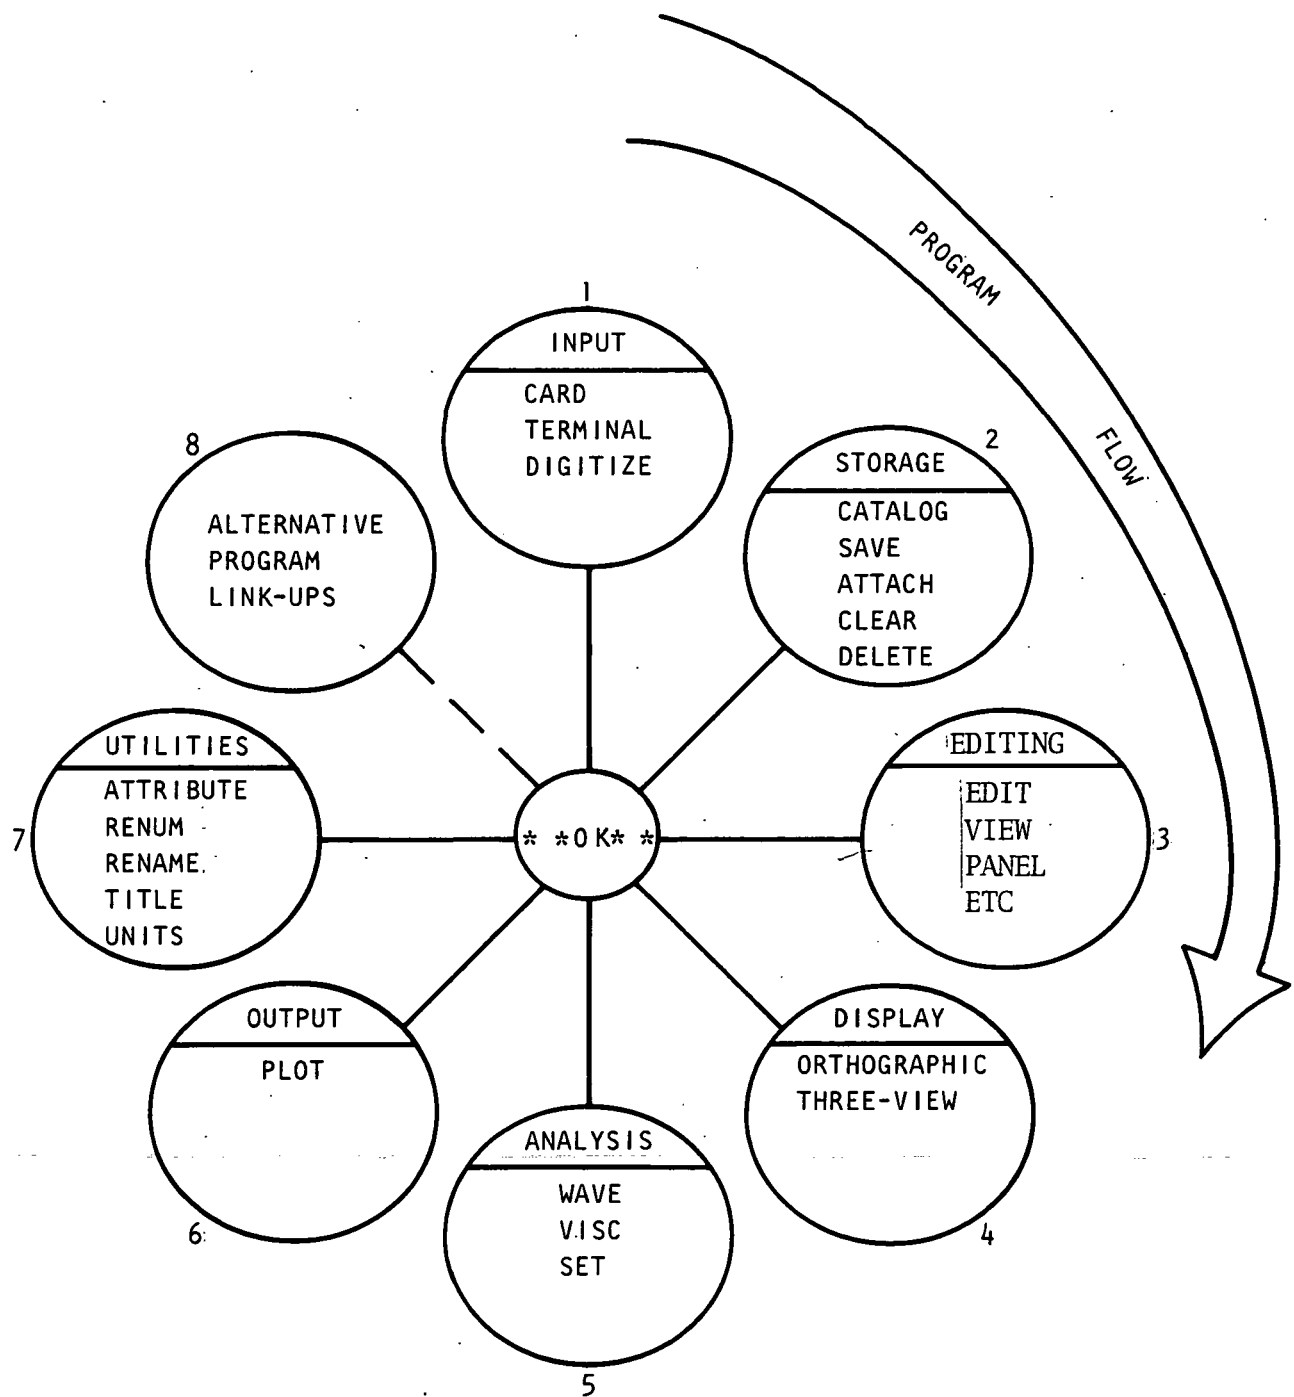 PROGRAM
FLOW
1
INPUT
CARD
TERMINAL
DIGITIZE
2
STORAGE
CATALOG
SAVE
ATTACH
CLEAR
DELETE
3
EDITING
EDIT
VIEW
PANEL
ETC
4
DISPLAY
ORTHOGRAPHIC
THREE-VIEW
5
ANALYSIS
WAVE
VISC
SET
6
OUTPUT
PLOT
7
UTILITIES
ATTRIBUTE
RENUM
RENAME
TITLE
UNITS
8
ALTERNATIVE
PROGRAM
LINK-UPS
* *OK* *